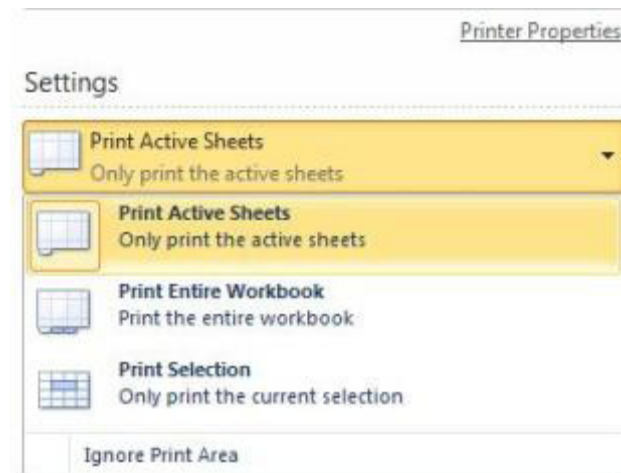 Printer Properties
Settings
Print Active Sheets
Only print the active sheets
Print Active Sheets
Only print the active sheets
Print Entire Workbook
Print the entire workbook
Print Selection
Only print the current selection
Ignore Print Area